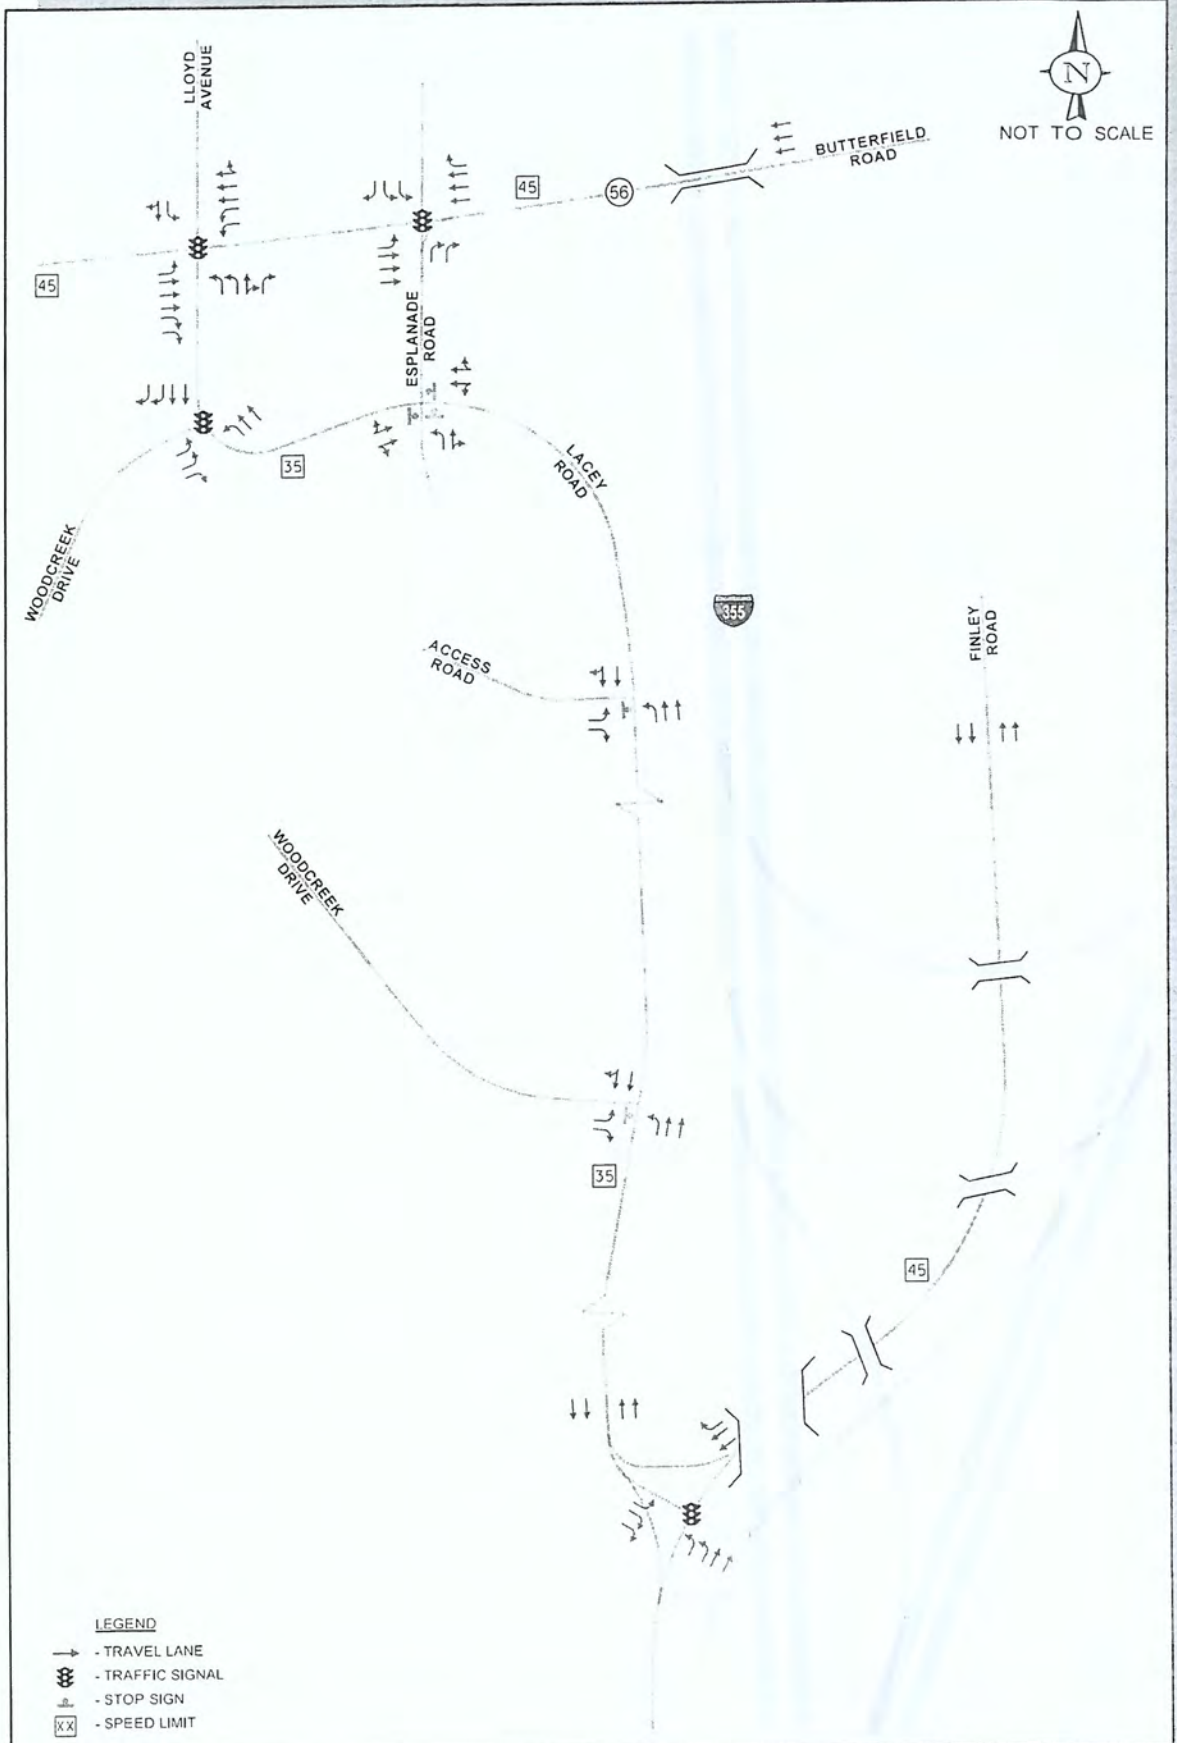 LLOYD
AVENUE
N
NOT TO SCALE
BUTTERFIELD
ROAD
45
56
45
ESPLANADE
ROAD
35
LACEY
ROAD
WOODCREEK
DRIVE
355
FINLEY
ROAD
ACCESS
ROAD
WOODCREEK
DRIVE
35
45
LEGEND
- TRAVEL LANE
- TRAFFIC SIGNAL
- STOP SIGN
XX - SPEED LIMIT